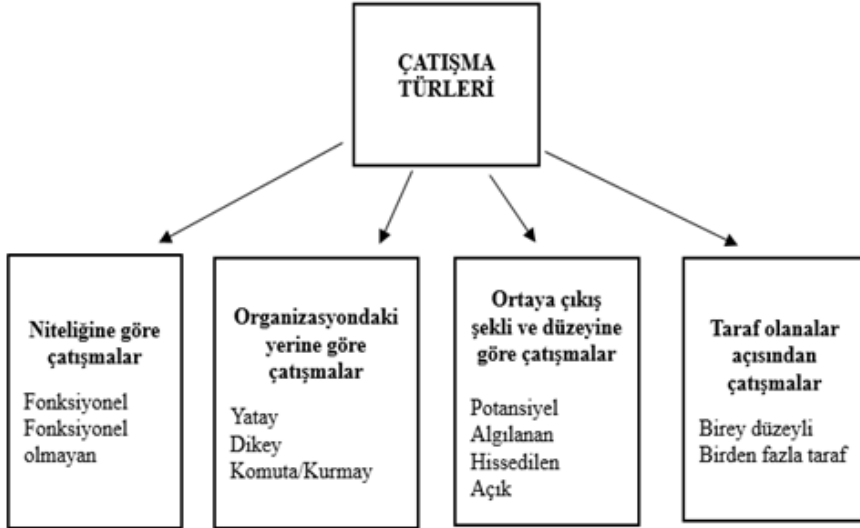 ÇATIŞMA
TÜRLERİ
Niteliğine göre
çatışmalar
Fonksiyonel
Fonksiyonel
olmayan
Organizasyondaki
yerine göre
çatışmalar
Yatay
Dikey
Komuta/Kurmay
Ortaya çıkış
şekli ve düzeyine
göre çatışmalar
Potansiyel
Algılanan
Hissedilen
Açık
Taraf olanalar
açısından
çatışmalar
Birey düzeyli
Birden fazla taraf